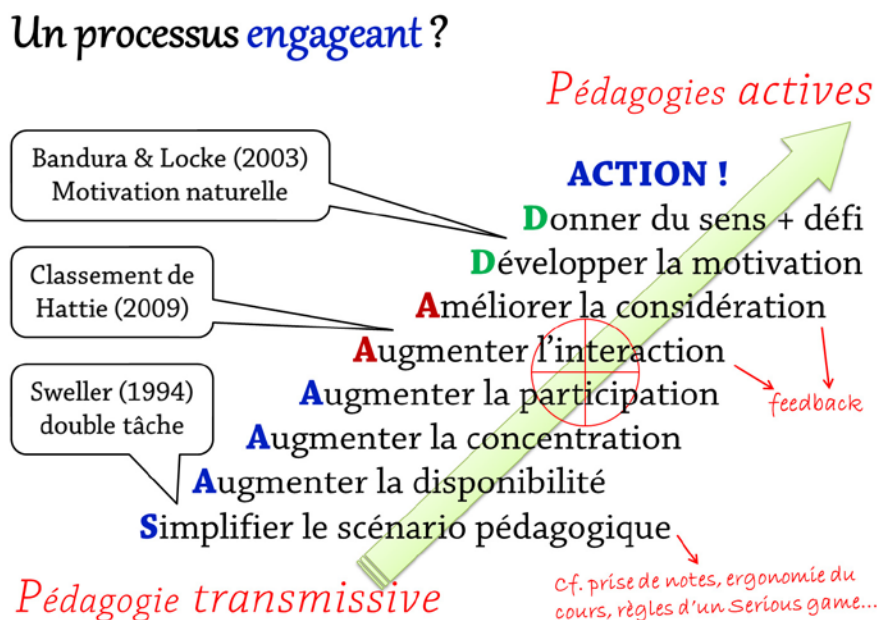 Un processus engageant ?
Pédagogies actives
Bandura & Locke (2003)
Motivation naturelle
ACTION !
Donner du sens + défi
Développer la motivation
Classement de
Hattie (2009)
Améliorer la considération
Augmenter l'interaction
Sweller (1994)
double tâche
Augmenter la participation
feedback
Augmenter la concentration
Augmenter la disponibilité
Simplifier le scénario pédagogique
Pédagogie transmissive
Cf. prise de notes, ergonomie du
cours, règles d'un Serious game...